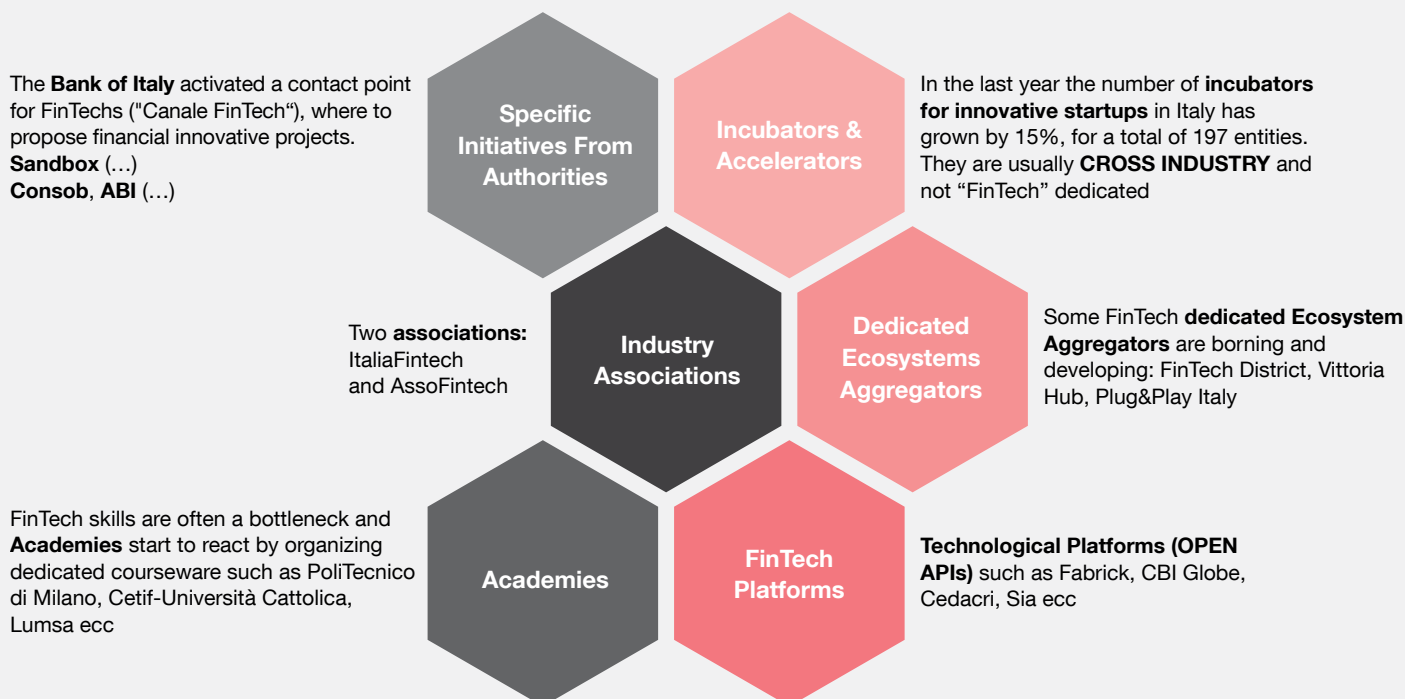 The Bank of Italy activated a contact point
for FinTechs ("Canale FinTech“), where to
propose financial innovative projects.
Sandbox (…)
Consob, ABI (…)
Specific
Initiatives From
Authorities
Incubators &
Accelerators
In the last year the number of incubators
for innovative startups in Italy has
grown by 15%, for a total of 197 entities.
They are usually CROSS INDUSTRY and
not “FinTech” dedicated
Two associations:
ItaliaFintech
and AssoFintech
Industry
Associations
Dedicated
Ecosystems
Aggregators
Some FinTech dedicated Ecosystem
Aggregators are borning and
developing: FinTech District, Vittoria
Hub, Plug&Play Italy
FinTech skills are often a bottleneck and
Academies start to react by organizing
dedicated courseware such as PoliTecnico
di Milano, Cetif-Università Cattolica,
Lumsa ecc
Academies
FinTech
Platforms
Technological Platforms (OPEN
APIs) such as Fabrick, CBI Globe,
Cedacri, Sia ecc